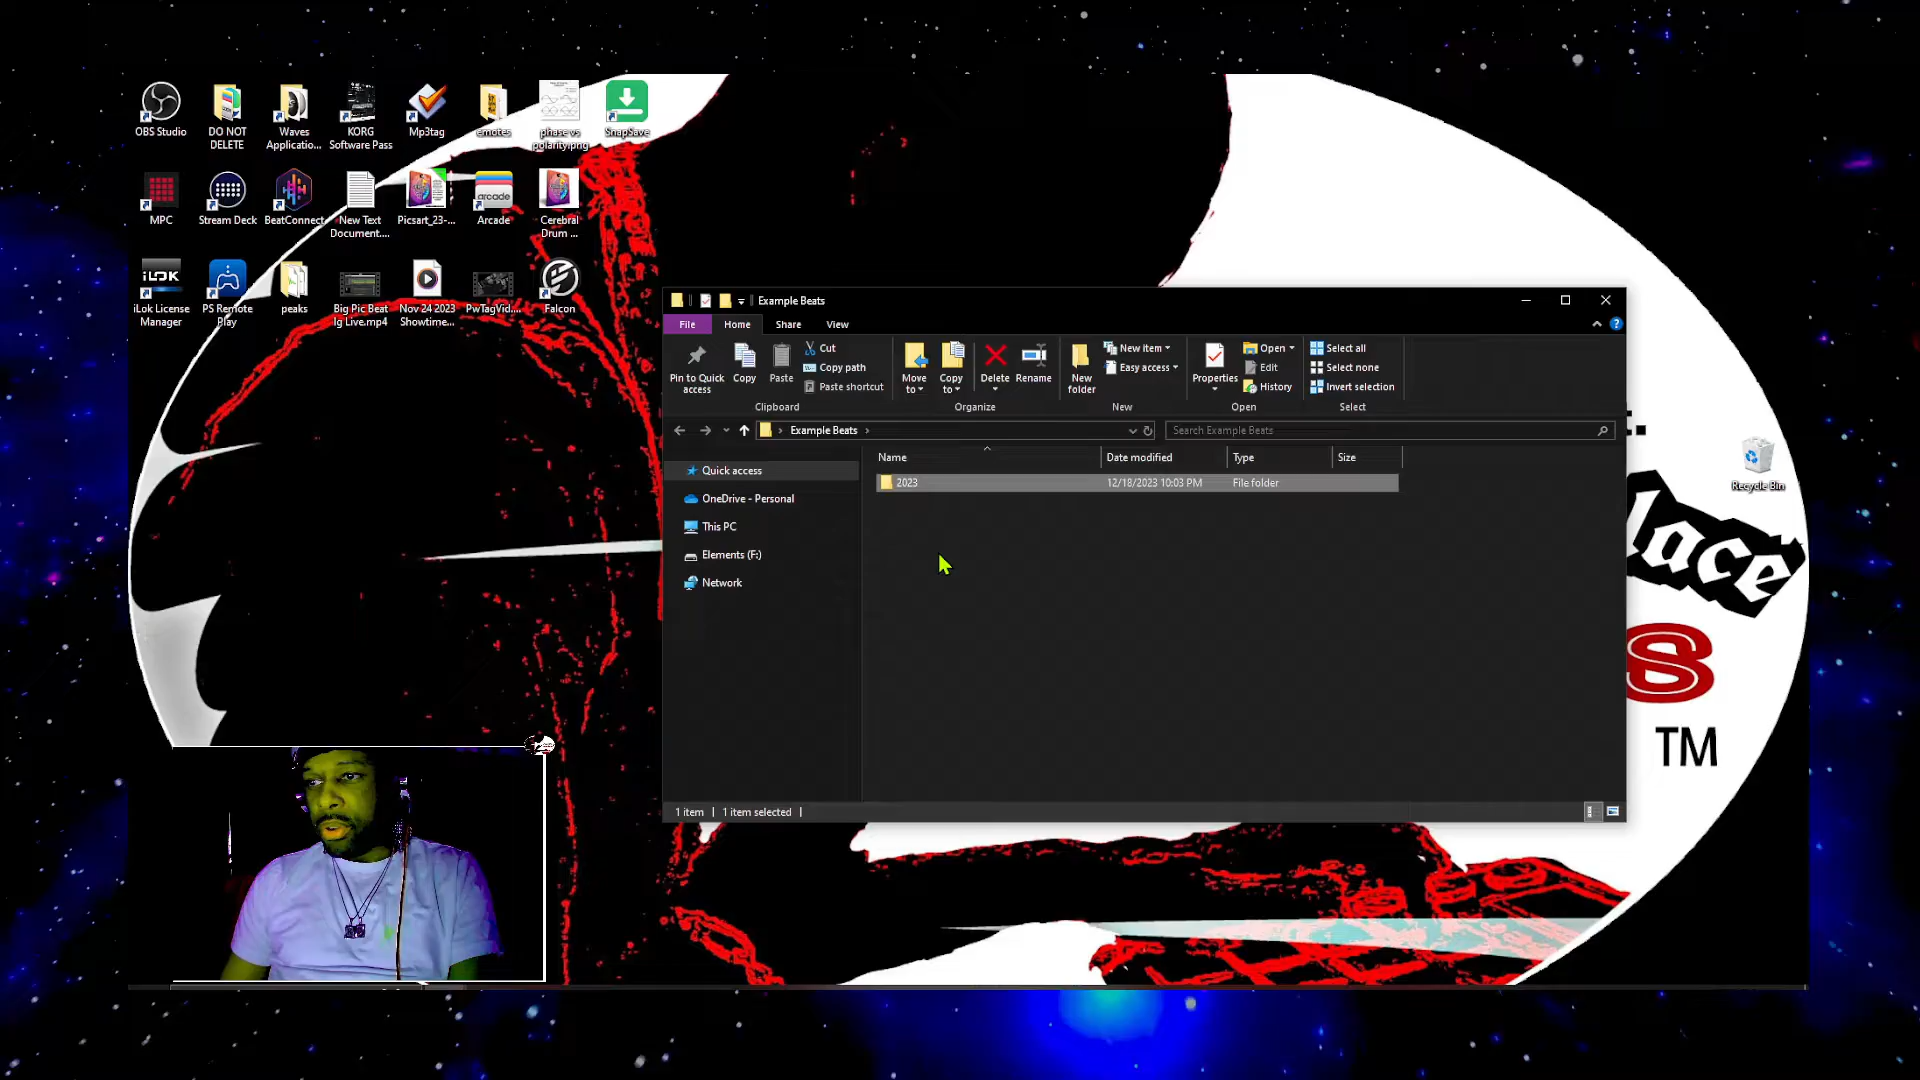 OBS Studio
DO NOT
DELETE
Waves
Applicatio...
KORG
Software Pass
Mp3tag
emotes
phase vs
polarity.png
SnapSave
MPC
Stream Deck
BeatConnect
New Text
Document....
Picsart_23-...
arcade
Arcade
Cerebral
Drum ...
iLOK
iLok License
Manager
PS Remote
Play
peaks
Big Pic Beat
Ig Live.mp4
Nov 24 2023
Showtime...
PwTagVid....
Falcon
Example Beats
File
Home
Share
View
Pin to Quick
access
Copy
Paste
Cut
Copy path
Paste shortcut
Clipboard
Move
to
Copy
to
Delete
Rename
Organize
New
folder
New item
Easy access
New
Properties
Open
Edit
History
Open
Select all
Select none
Invert selection
Select
Example Beats
Search Example Beats
Name
Date modified
Type
Size
2023
12/18/2023 10:03 PM
File folder
Quick access
OneDrive - Personal
This PC
Elements (F:)
Network
1 item
1 item selected
Recycle Bin
lace
S
TM